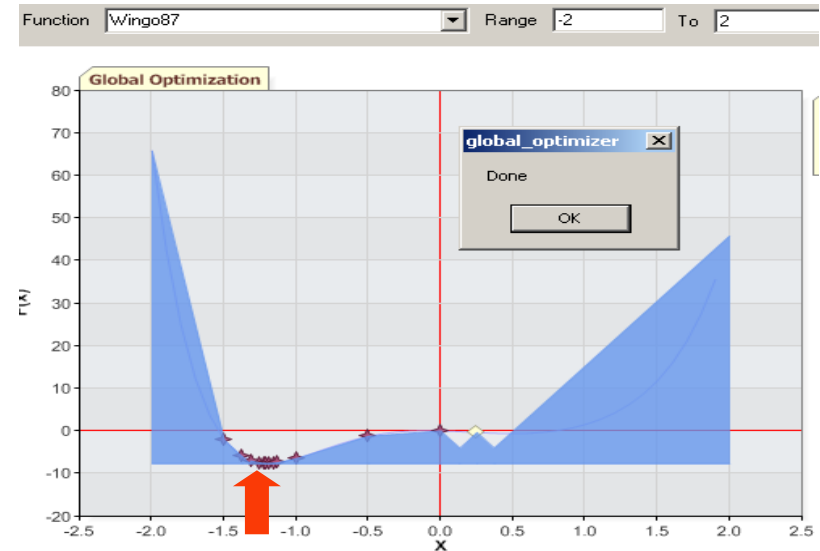 Function Wingo87 Range -2 To 2
Global Optimization
80
70
60
50
40
30
20
10
0
-10
-20
F(X)
global_optimizer
Done
OK
-2.5 -2.0 -1.5 -1.0 -0.5 0.0 0.5 1.0 1.5 2.0 2.5
X